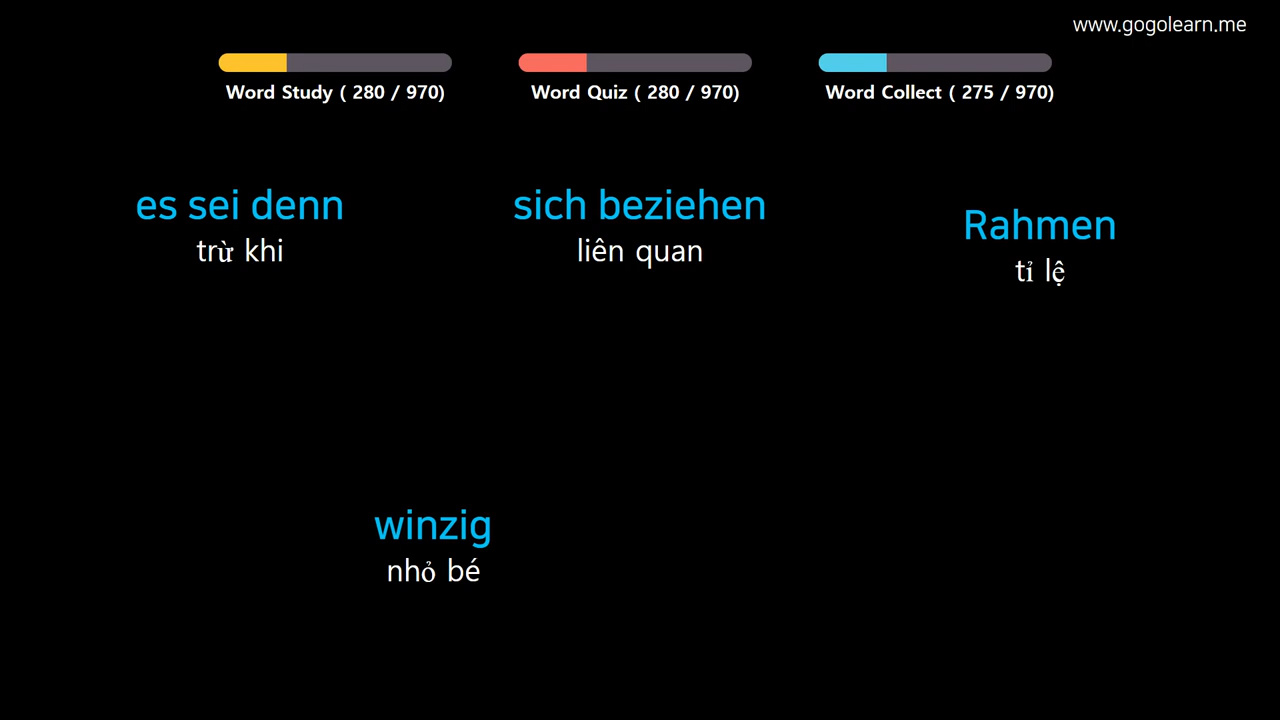 www.gogolearn.me
Word Study ( 280 / 970)
Word Quiz ( 280 / 970)
Word Collect ( 275 / 970)
es sei denn
trừ khi
sich beziehen
liên quan
Rahmen
tỉ lệ
winzig
nhỏ bé